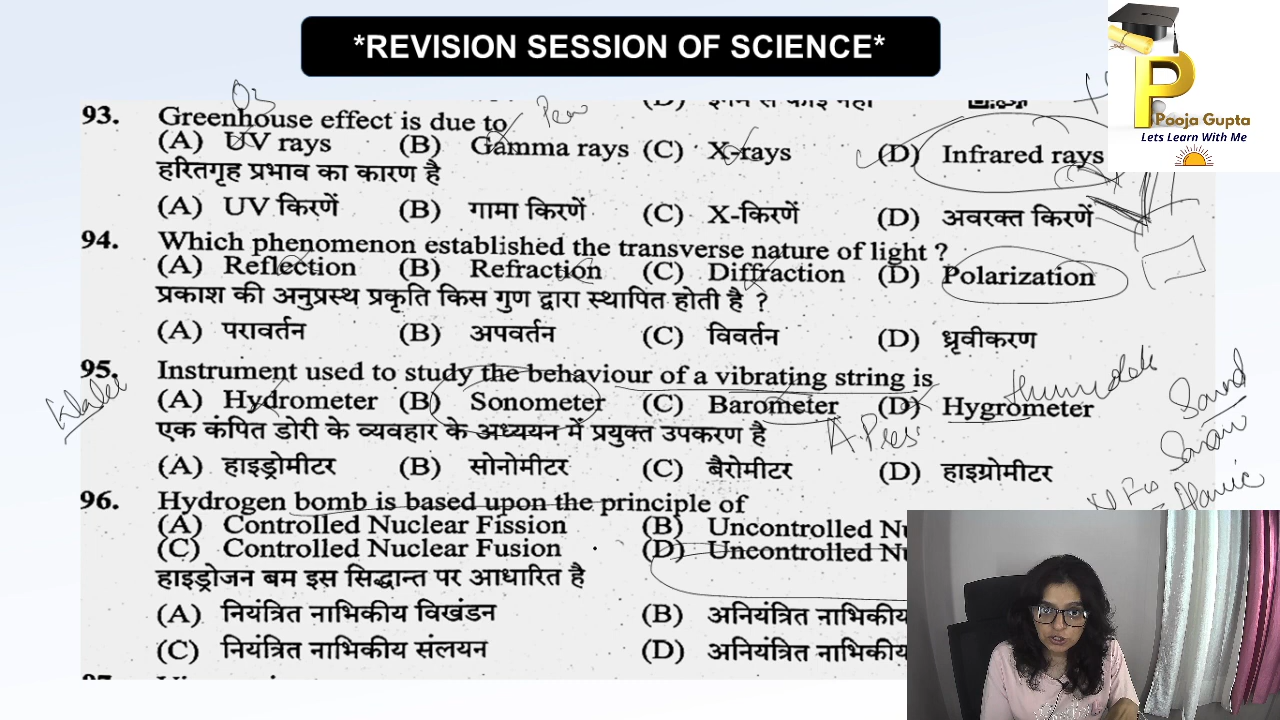 *REVISION SESSION OF SCIENCE*
Pooja Gupta
Lets Learn With Me
O3
93. Greenhouse effect is due to
(A) UV rays (B) Gamma rays (C) X-rays (D) Infrared rays
हरितगृह प्रभाव का कारण है
(A) UV किरणें (B) गामा किरणें (C) X-किरणें (D) अवरक्त किरणें
94. Which phenomenon established the transverse nature of light ?
(A) Reflection (B) Refraction (C) Diffraction (D) Polarization
प्रकाश की अनुप्रस्थ प्रकृति किस गुण द्वारा स्थापित होती है ?
(A) परावर्तन (B) अपवर्तन (C) विवर्तन (D) ध्रृवीकरण
95. Instrument used to study the behaviour of a vibrating string is
(A) Hydrometer (B) Sonometer (C) Barometer (D) Hygrometer
एक कंपित डोरी के व्यवहार के अध्ययन में प्रयुक्त उपकरण है
A. Press
Sound
(A) हाइड्रोमीटर (B) सोनोमीटर (C) बैरोमीटर (D) हाइग्रोमीटर
96. Hydrogen bomb is based upon the principle of
(A) Controlled Nuclear Fission (B) Uncontrolled Nu
(C) Controlled Nuclear Fusion (D) Uncontrolled Nu
हाइड्रोजन बम इस सिद्धान्त पर आधारित है
(A) नियंत्रित नाभिकीय विखंडन (B) अनियंत्रित नाभिकीय
(C) नियंत्रित नाभिकीय संलयन (D) अनियंत्रित नाभिकीय